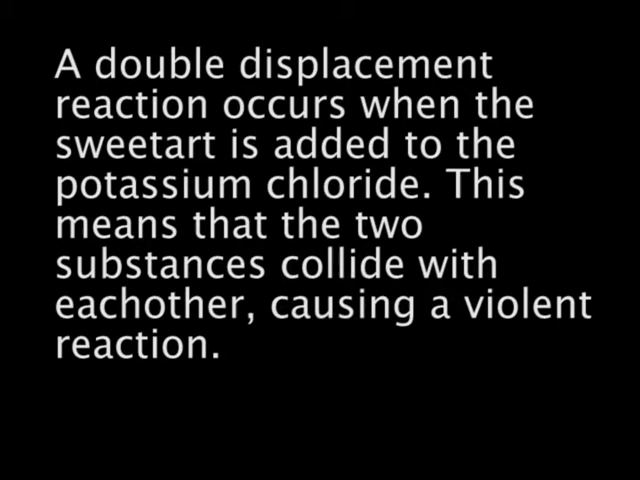 A double displacement
reaction occurs when the
sweetart is added to the
potassium chloride. This
means that the two
substances collide with
eachother, causing a violent
reaction.